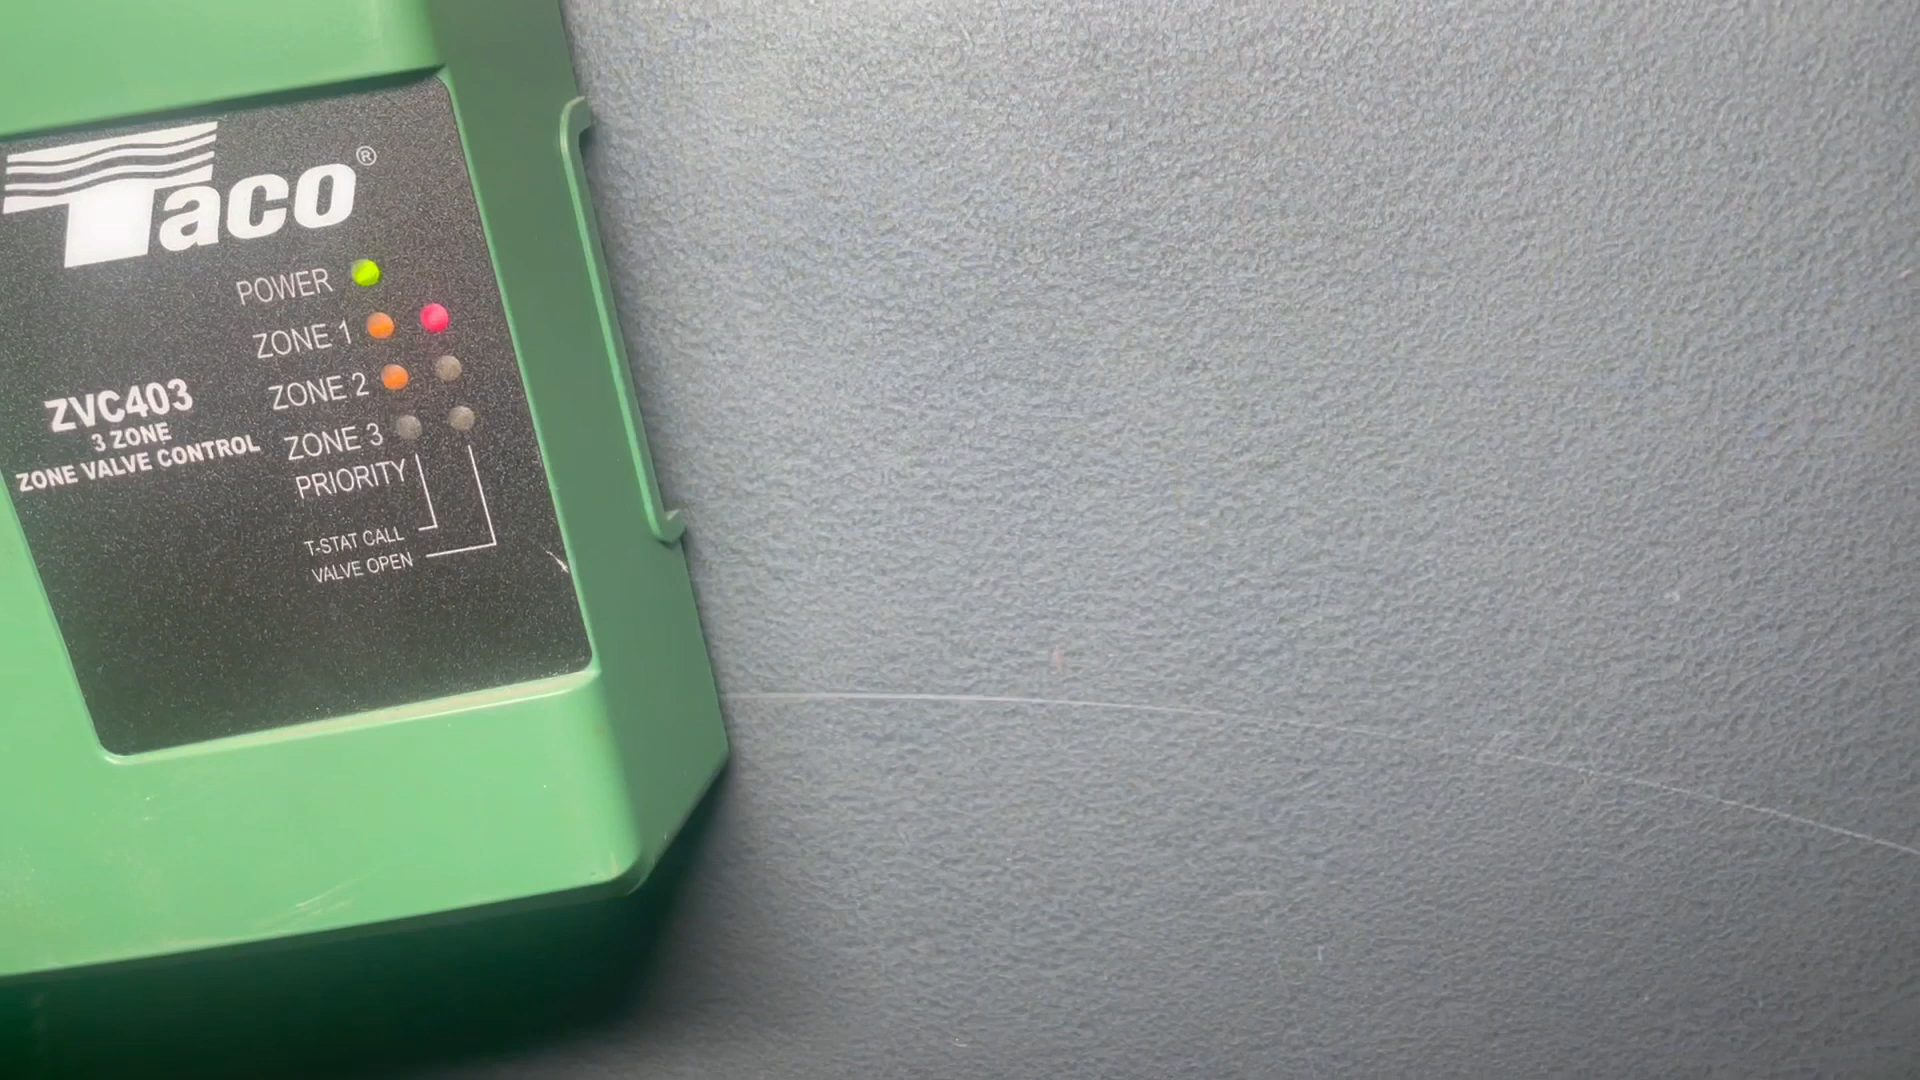 Taco®
POWER
ZONE 1
ZONE 2
ZONE 3
PRIORITY
ZVC403
3 ZONE
ZONE VALVE CONTROL
T-STAT CALL
VALVE OPEN